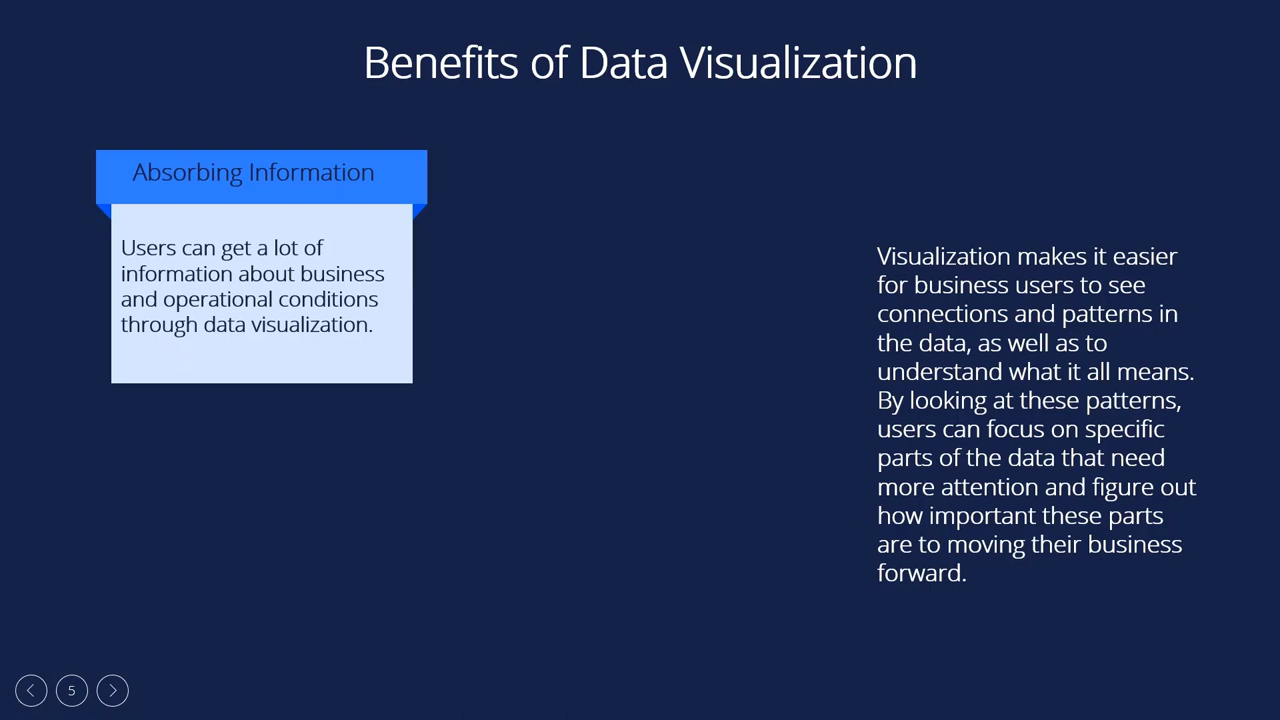 Benefits of Data Visualization
Absorbing Information
Users can get a lot of
information about business
and operational conditions
through data visualization.
Visualization makes it easier
for business users to see
connections and patterns in
the data, as well as to
understand what it all means.
By looking at these patterns,
users can focus on specific
parts of the data that need
more attention and figure out
how important these parts
are to moving their business
forward.
5